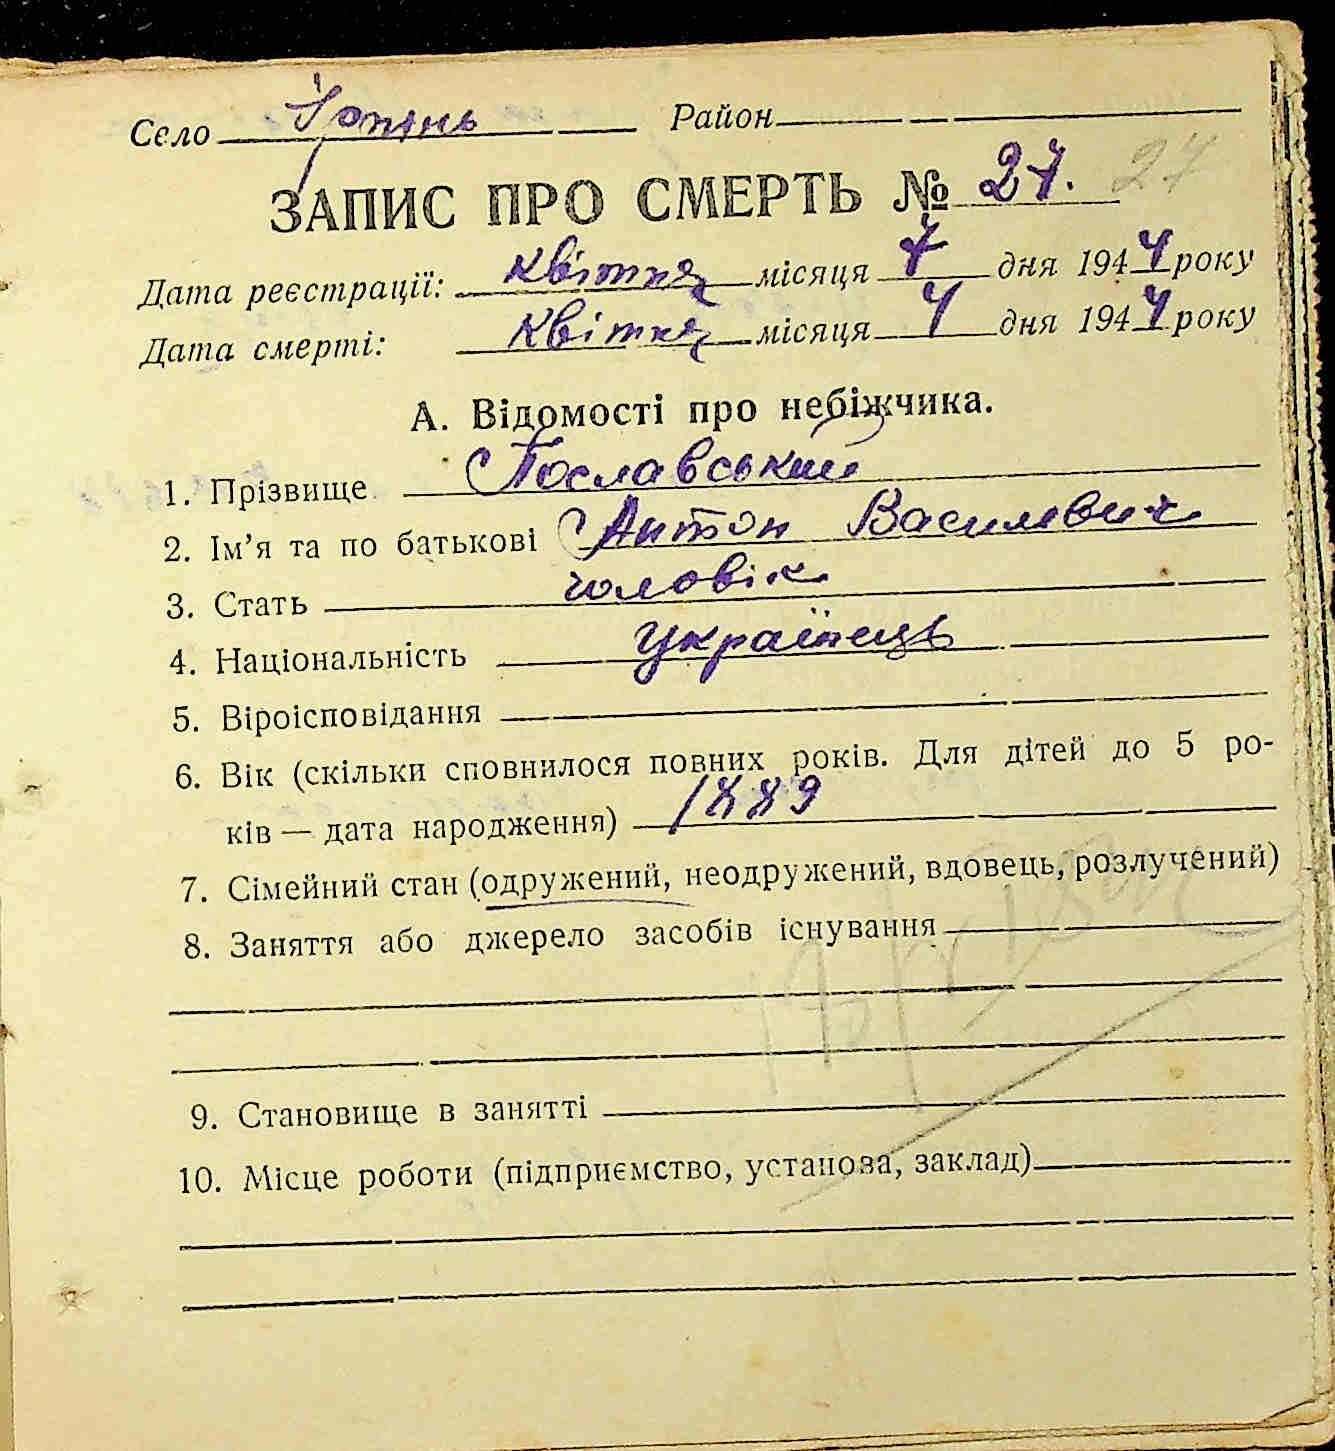 Село Ірпінь Район
ЗАПИС ПРО СМЕРТЬ № 27. 27
Дата реєстрації: квітня місяця 7 дня 1944 року
Дата смерті: квітня місяця 4 дня 1944 року
А. Відомості про небіжчика.
1. Прізвище Пославський
2. Ім'я та по батькові Антон Василевич
3. Стать чоловік
4. Національність українець
5. Віроісповідання
6. Вік (скільки сповнилося повних років. Для дітей до 5 ро-
ків — дата народження) 1889
7. Сімейний стан (одружений, неодружений, вдовець, розлучений)
8. Заняття або джерело засобів існування
9. Становище в занятті
10. Місце роботи (підприємство, установа, заклад)